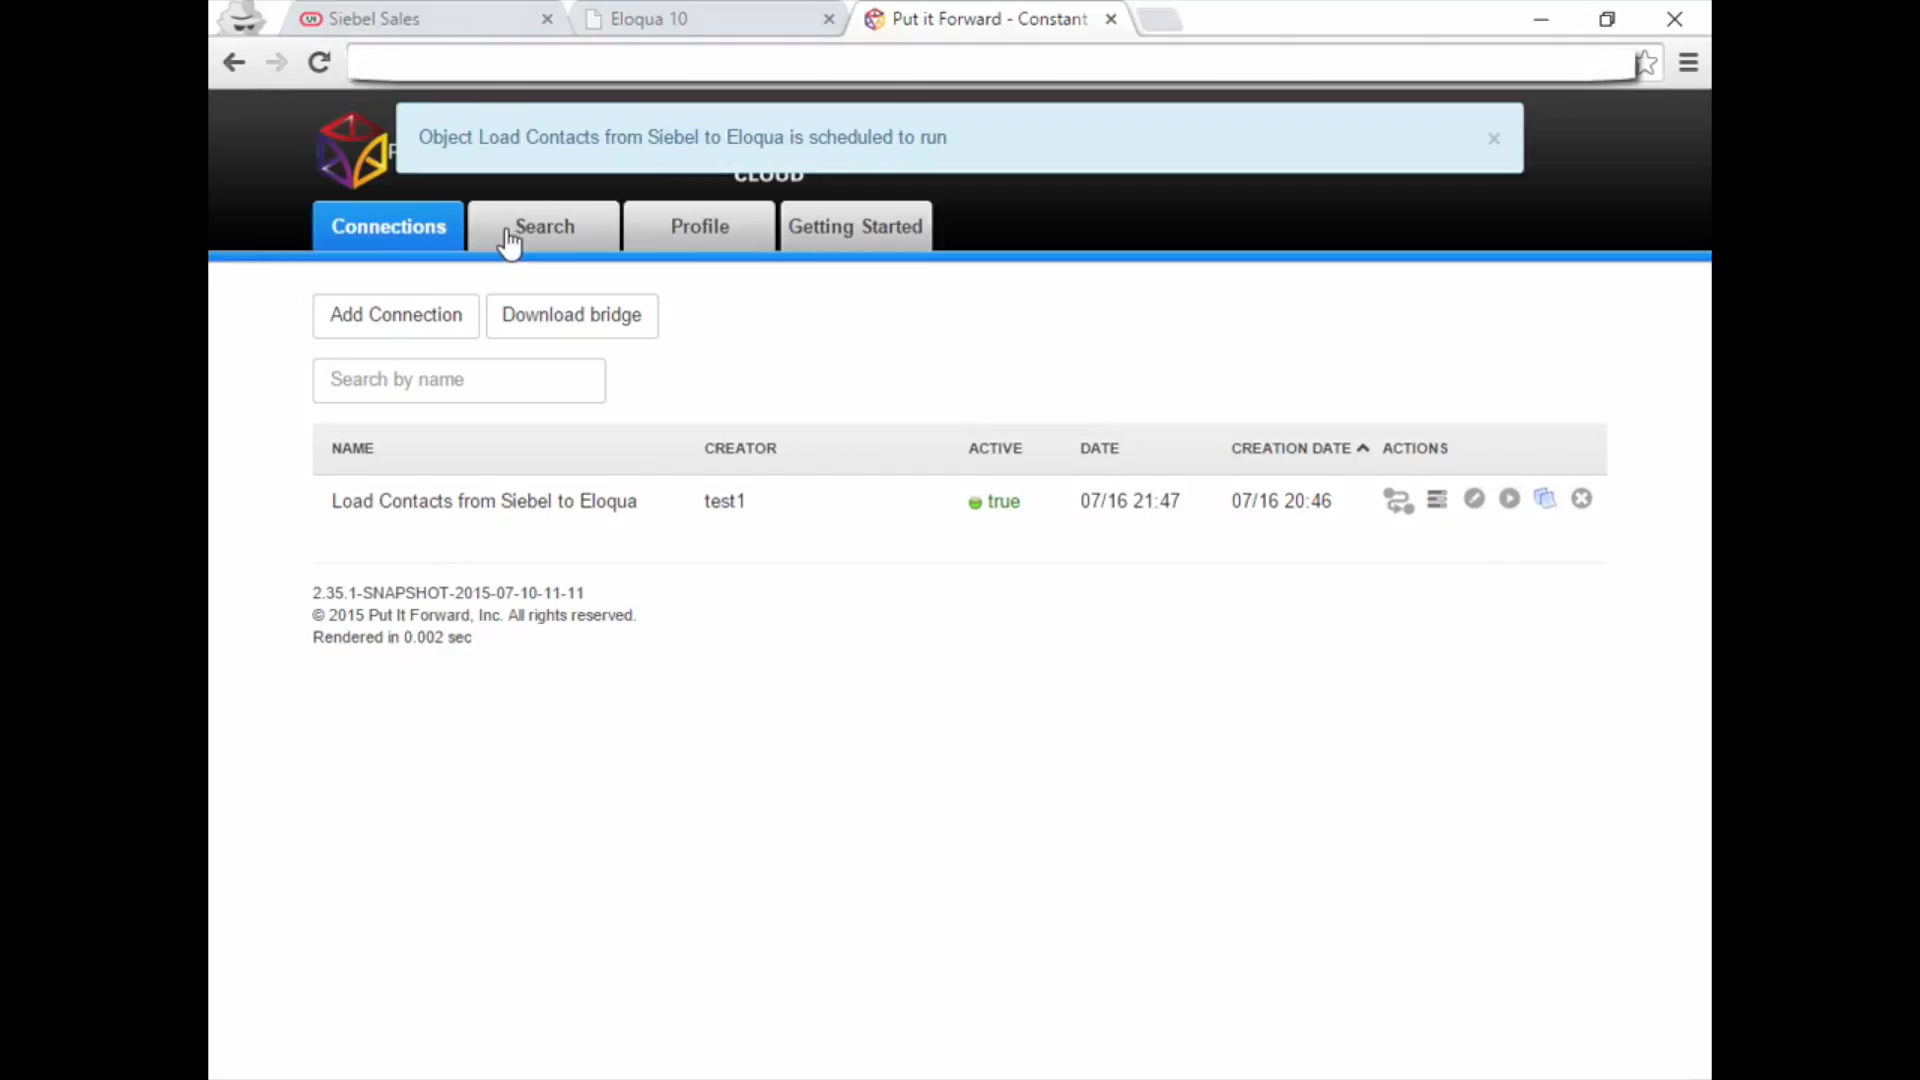 Siebel Sales
Eloqua 10
Put it Forward - Constant
Object Load Contacts from Siebel to Eloqua is scheduled to run
CLOUD
Connections
Search
Profile
Getting Started
Add Connection
Download bridge
Search by name
NAME CREATOR ACTIVE DATE CREATION DATE ACTIONS
Load Contacts from Siebel to Eloqua test1 true 07/16 21:47 07/16 20:46
2.35.1-SNAPSHOT-2015-07-10-11-11
© 2015 Put It Forward, Inc. All rights reserved.
Rendered in 0.002 sec